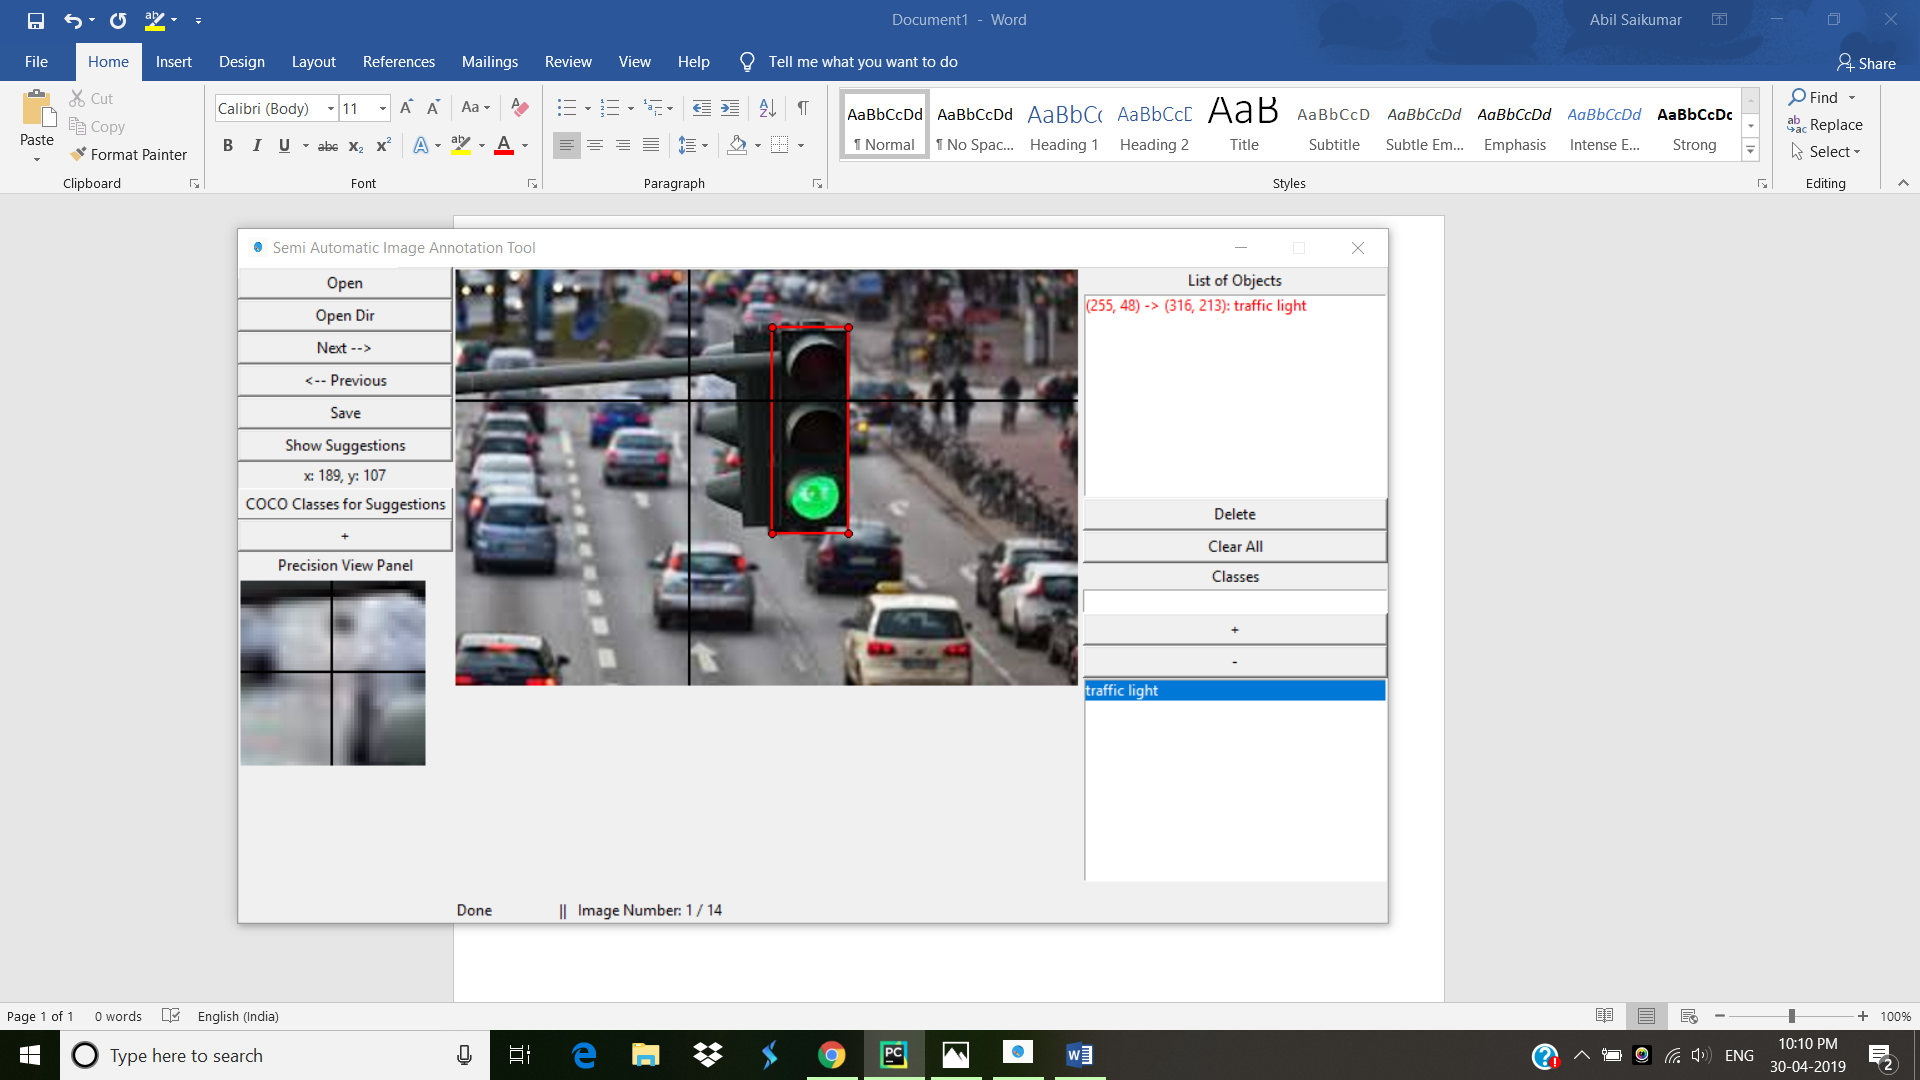 Document1 - Word
Abil Saikumar
File Home Insert Design Layout References Mailings Review View Help Tell me what you want to do
Share
Paste
Cut
Copy
Format Painter
Clipboard
Calibri (Body) 11
Aa
B I U abc X2 X2 A ab A
Font
Paragraph
AaBbCcDd AaBbCcDd AaBbCc AaBbCcE AaB AaBbCcD AaBbCcDd AaBbCcDd AaBbCcDd AaBbCcDc
¶ Normal ¶ No Spac... Heading 1 Heading 2 Title Subtitle Subtle Em... Emphasis Intense E... Strong
Styles
Find
Replace
Select
Editing
Semi Automatic Image Annotation Tool
Open
Open Dir
Next -->
<-- Previous
Save
Show Suggestions
x: 189, y: 107
COCO Classes for Suggestions
+
Precision View Panel
List of Objects
(255, 48) -> (316, 213): traffic light
Delete
Clear All
Classes
+
-
traffic light
Done || Image Number: 1 / 14
Page 1 of 1 0 words English (India)
100%
Type here to search
ENG
10:10 PM
30-04-2019
2